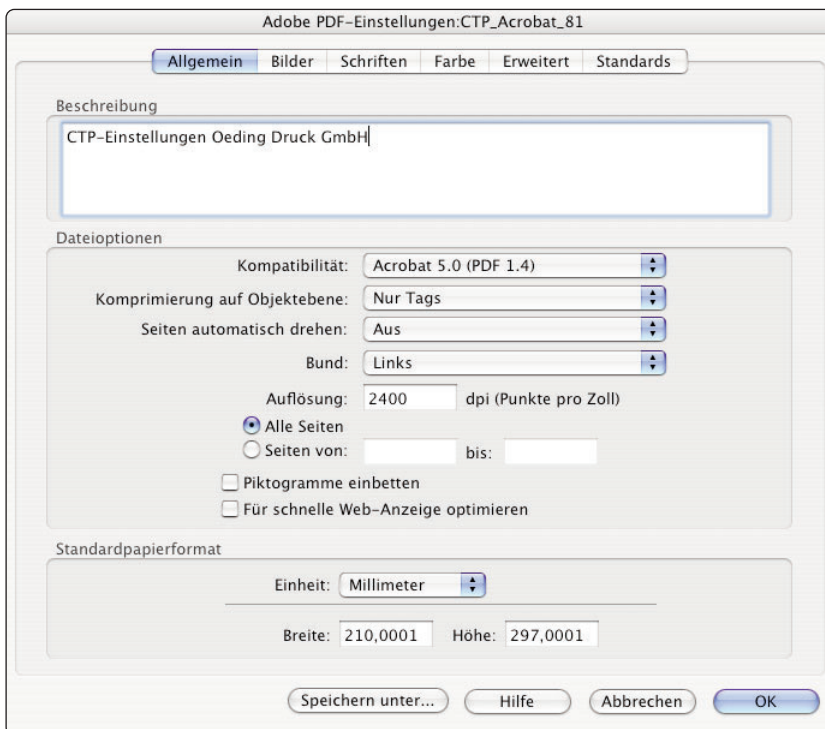 Adobe PDF-Einstellungen:CTP_Acrobat_81
Allgemein Bilder Schriften Farbe Erweitert Standards
Beschreibung
CTP-Einstellungen Oeding Druck GmbH
Dateioptionen
Kompatibilität: Acrobat 5.0 (PDF 1.4)
Komprimierung auf Objektebene: Nur Tags
Seiten automatisch drehen: Aus
Bund: Links
Auflösung: 2400 dpi (Punkte pro Zoll)
Alle Seiten
Seiten von: bis:
Piktogramme einbetten
Für schnelle Web-Anzeige optimieren
Standardpapierformat
Einheit: Millimeter
Breite: 210,0001 Höhe: 297,0001
Speichern unter... Hilfe Abbrechen OK